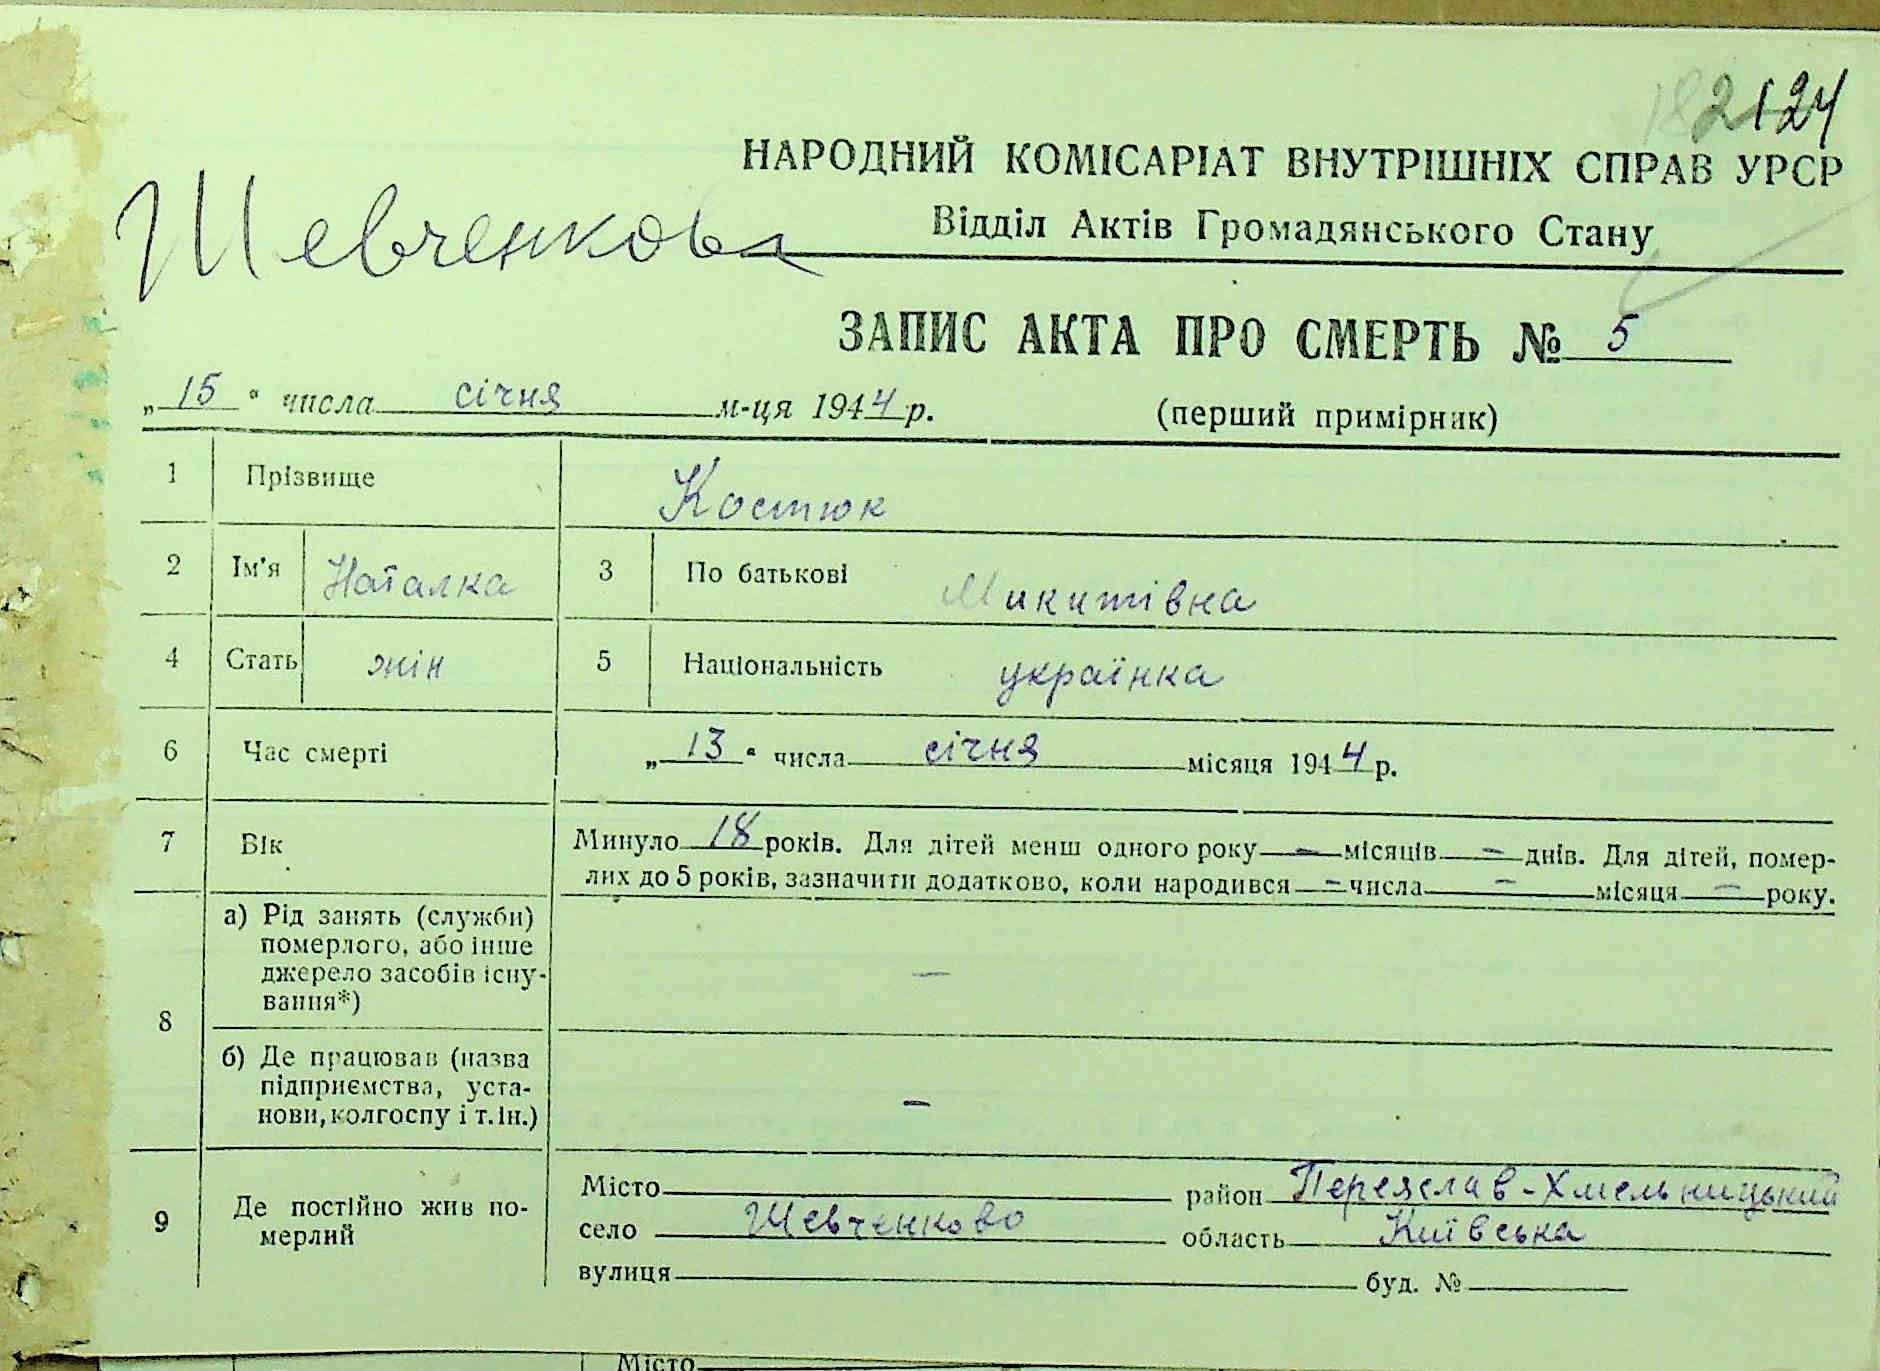 182 124
НАРОДНИЙ КОМІСАРІАТ ВНУТРІШНІХ СПРАВ УРСР
Відділ Актів Громадянського Стану
Шевченкова
ЗАПИС АКТА ПРО СМЕРТЬ № 5
„15“ числа січня м-ця 1944 р.
(перший примірник)
1 Прізвище Костюк
2 Ім'я Наталка 3 По батькові Микитівна
4 Стать жін 5 Національність українка
6 Час смерті „13“ числа січня місяця 1944 р.
7 Вік Минуло 18 років. Для дітей менш одного року – місяців – днів. Для дітей, помер-
лих до 5 років, зазначити додатково, коли народився – числа – місяця – року.
8 а) Рід занять (служби)
померлого, або інше
джерело засобів існу-
вання*) –
б) Де працював (назва
підприємства, уста-
нови, колгоспу і т. ін.) –
9 Де постійно жив по-
мерлий
Місто район Переяслав-Хмельницький
село Шевченково область Київська
вулиця буд. №
Місто